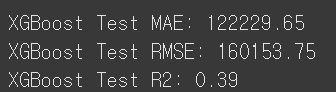 XGBoost Test MAE: 122229.65
XGBoost Test RMSE: 160153.75
XGBoost Test R2: 0.39